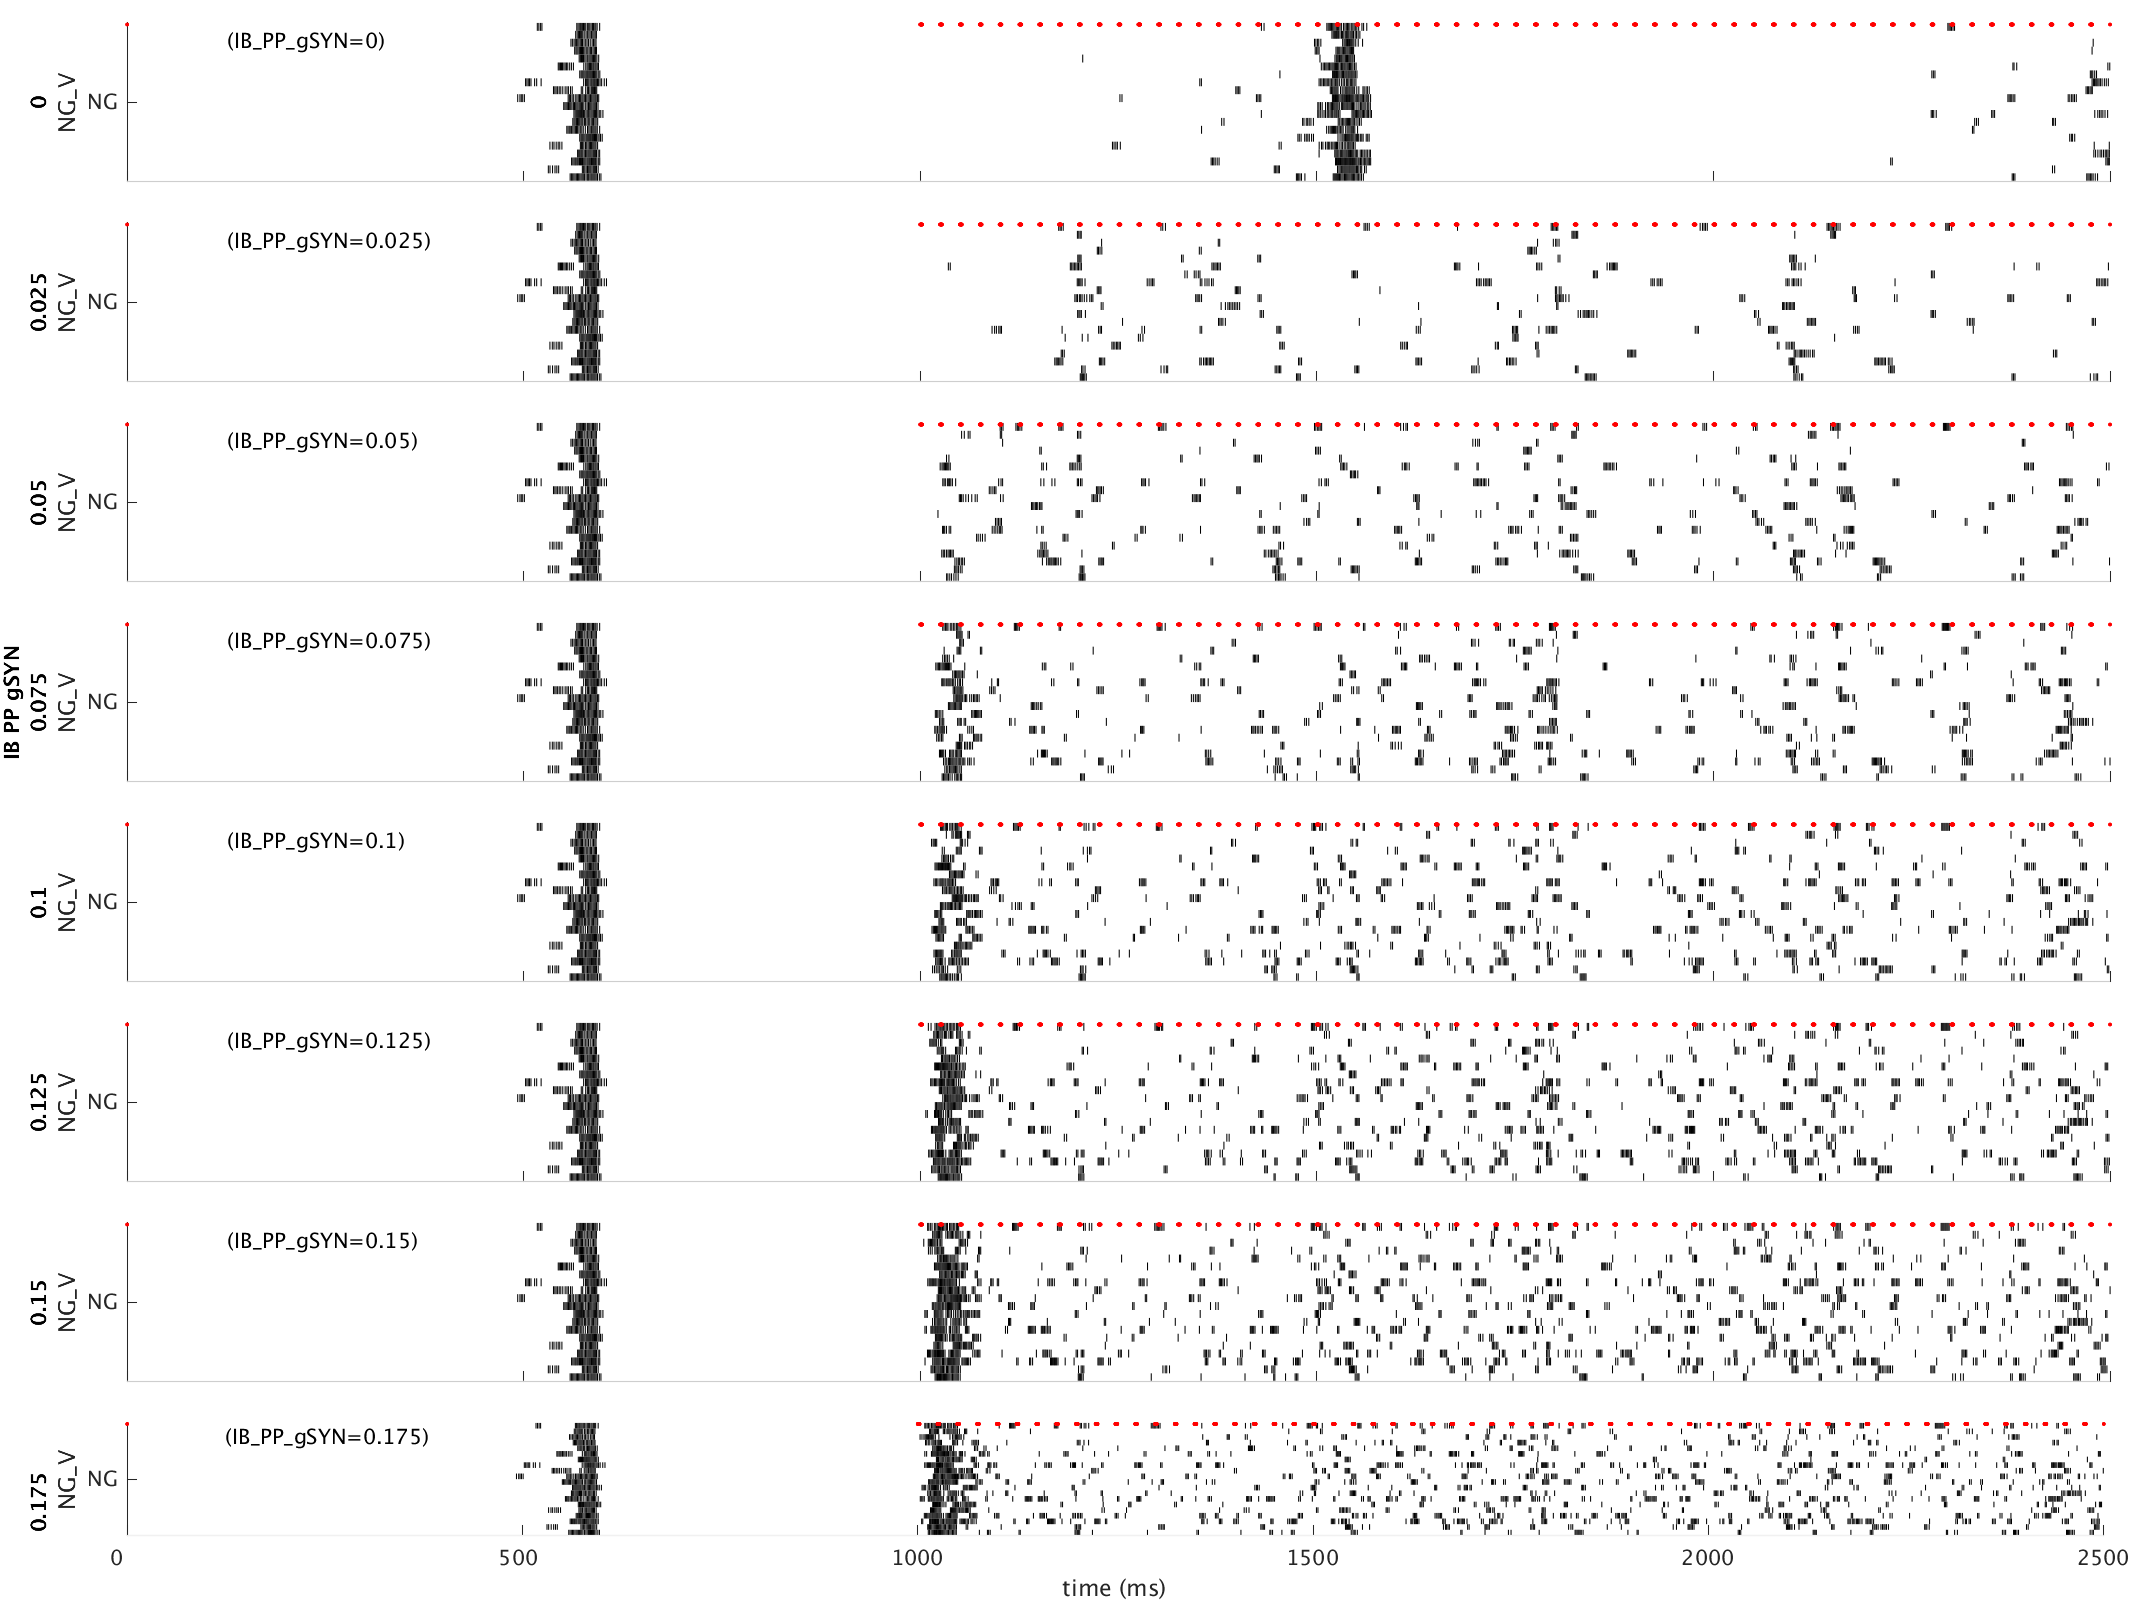 (IB_PP_gSYN=0)
0
NG_V
NG
(IB_PP_gSYN=0.025)
0.025
NG_V
NG
(IB_PP_gSYN=0.05)
0.05
NG_V
NG
(IB_PP_gSYN=0.075)
IB PP gSYN
0.075
NG_V
NG
(IB_PP_gSYN=0.1)
0.1
NG_V
NG
(IB_PP_gSYN=0.125)
0.125
NG_V
NG
(IB_PP_gSYN=0.15)
0.15
NG_V
NG
(IB_PP_gSYN=0.175)
0.175
NG_V
NG
0 500 1000 1500 2000 2500
time (ms)